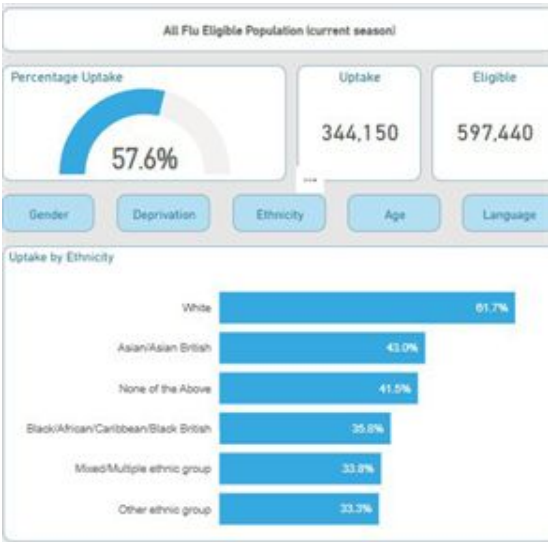 All Flu Eligible Population (current season)
Percentage Uptake
57.6%
Uptake
344,150
Eligible
597,440
Gender
Deprivation
Ethnicity
Age
Language
Uptake by Ethnicity
White
61.7%
Asian/Asian British
43.0%
None of the Above
41.5%
Black/African/Caribbean/Black British
35.8%
Mixed/Multiple ethnic group
33.8%
Other ethnic group
33.3%